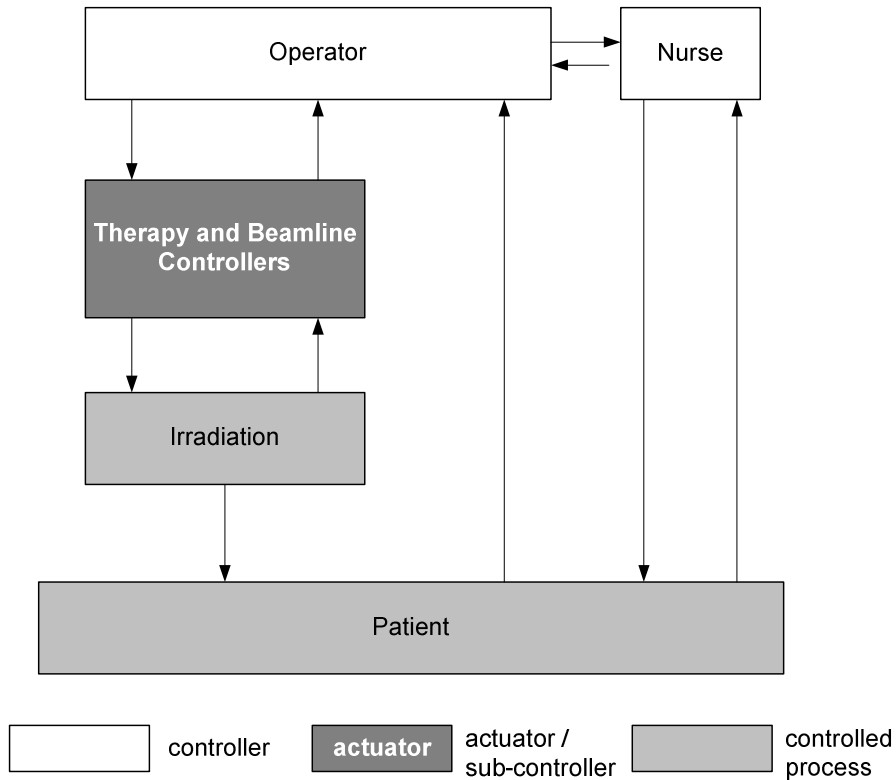 Operator
Nurse
Therapy and Beamline
Controllers
Irradiation
Patient
controller
actuator
actuator /
sub-controller
controlled
process